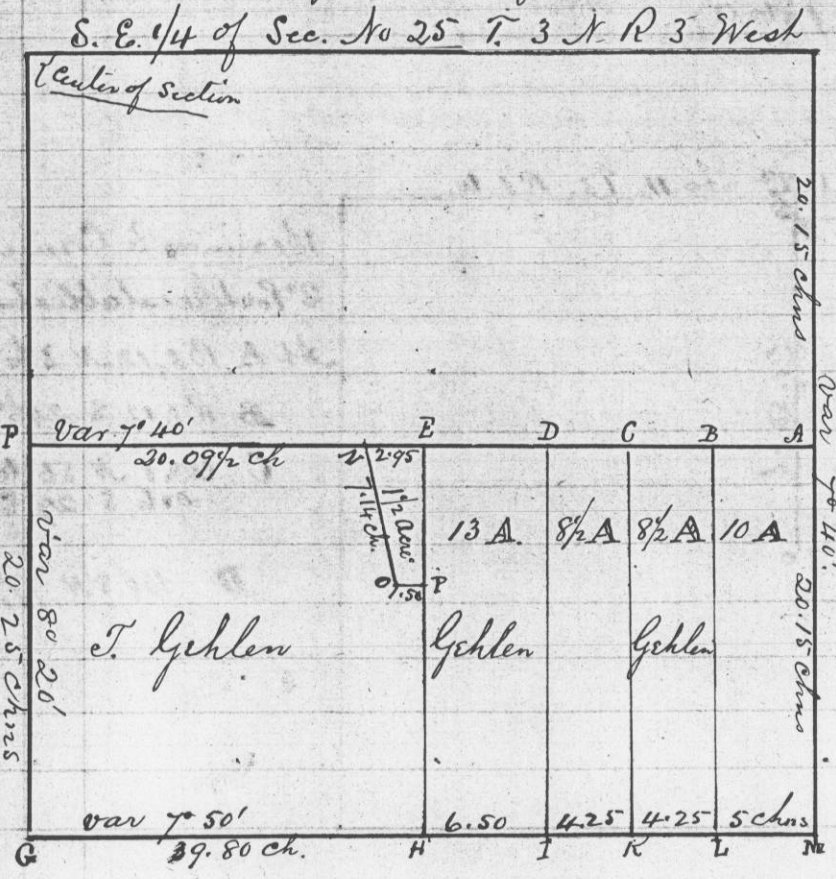 S. E. 1/4 of Sec. No 25 T. 3 N. R 3 West
Center of Section
20.15 chns
Var 7° 40'
P
Var. 7° 40'
E
D
C
B
A
20.09 1/2 ch
2.95
7.14 ch.
1 1/2 acre
O
1.50
P
13 A.
8 1/2 A
8 1/2 A
10 A
Var 8° 20'
20.25 chns
T. Gehlen
Gehlen
Gehlen
20.15 chns
Var 7° 50'
39.80 ch.
6.50
4.25
4.25
5 chns
G
H
I
K
L
M